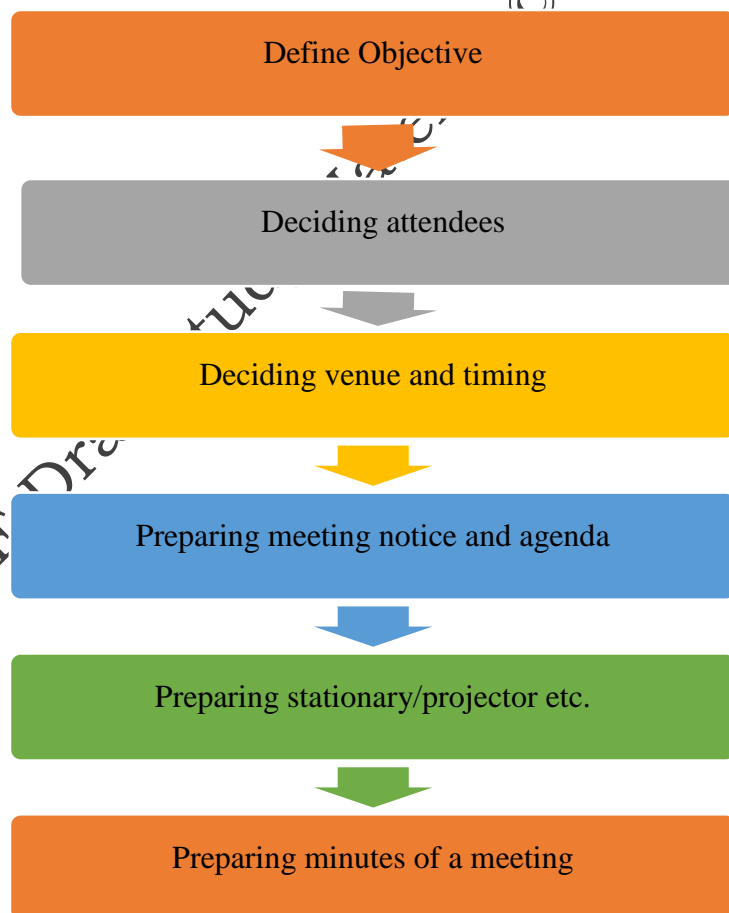 Define Objective
Deciding attendees
Deciding venue and timing
Preparing meeting notice and agenda
Preparing stationary/projector etc.
Preparing minutes of a meeting